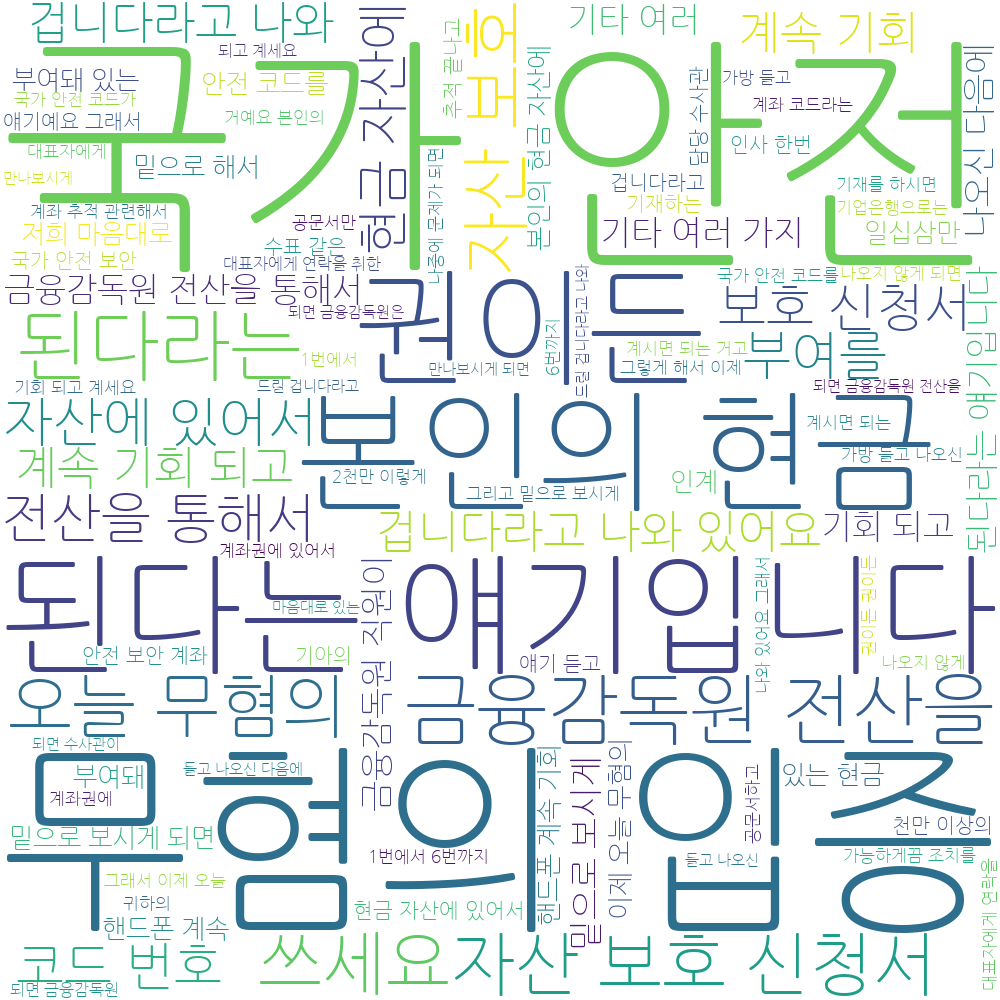 겁니다라고 나와
되고 계세요
현금 자산에
추적 끝나고
자산 보호
기타 여러
계속 기회
국가 안전
부여돼 있는
안전 코드를
국가 안전 코드가
거예요 본인의
얘기예요 그래서
대표자에게
밑으로 해서
만나보시게
본인의 현금 자산에
담당 수사관
가방 듣고
계좌 코드라는
인사 한번
나오신 다음에
겁니다라고
기재를 하시면
기재하는
기업은행으로는
계좌 추적 관련해서
공문서만
저희 마음대로
수표 같은
기타 여러 가지
일십삼만
국가 안전 보안
대표자에게 연락을 취한
나중에 문제가 되면
국가 안전 코드를
나오지 않게 되면
금융감독원 전산을 통해서
권이든
드릴 겁니다라고 나와
보호 신청서
되면 금융감독원은
된다라는
1번에서
만나보시게 되면
6번까지
계시면 되는 거고
그렇게 해서 이제
부여를
된다라는 얘기입니다
기회 되고 계세요
드릴 겁니다라고
되면 금융감독원 전산을
자산에 있어서
본인의 현금
계시면 되는
계속 기회 되고
2천만 이렇게
그리고 밑으로 보시게
인계
가방 들고 나오신
전산을 통해서
겁니다라고 나와 있어요
기회 되고
계좌권에 있어서
된다는 얘기입니다
마음대로 있는
금융감독원 직원이
나와 있어요 그래서
권이든 권이든
안전 보안 계좌
기아의
얘기 듣고
나오지 않게
오늘 무혐의
금융감독원 전산을
되면 수사관이
무혐의 입증
부여돼
들고 나오신 다음에
계좌권에
핸드폰 계속 기회
밑으로 보시게
이제 오늘 무혐의
공문서하고
있는 현금
밑으로 보시게 되면
천만 이상의
1번에서 6번까지
들고 나오신
가능하게끔 조치를
그래서 이제 오늘
귀하의
현금 자산에 있어서
핸드폰 계속
대표자에게 연락을
코드 번호
쓰세요
자산 보호 신청서
되면 금융감독원